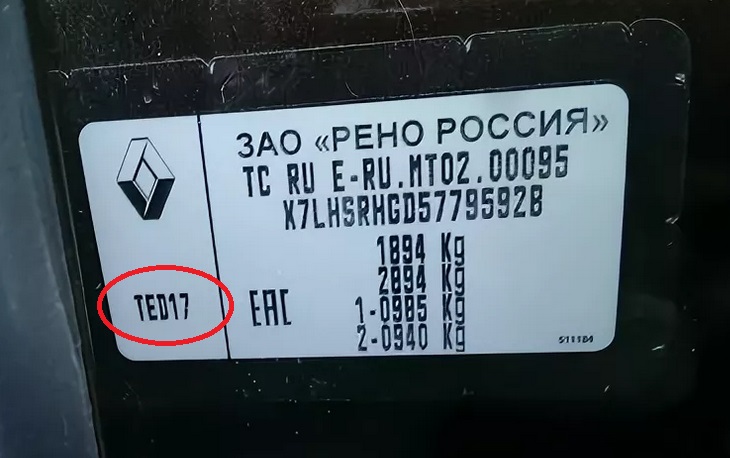 ЗАО «РЕНО РОССИЯ»
TC RU E-RU.MT02.00095
X7LHSRHGD57795928
1894 Kg
2894 Kg
TED17
EAC
1-0985 Kg
2-0940 Kg
511184